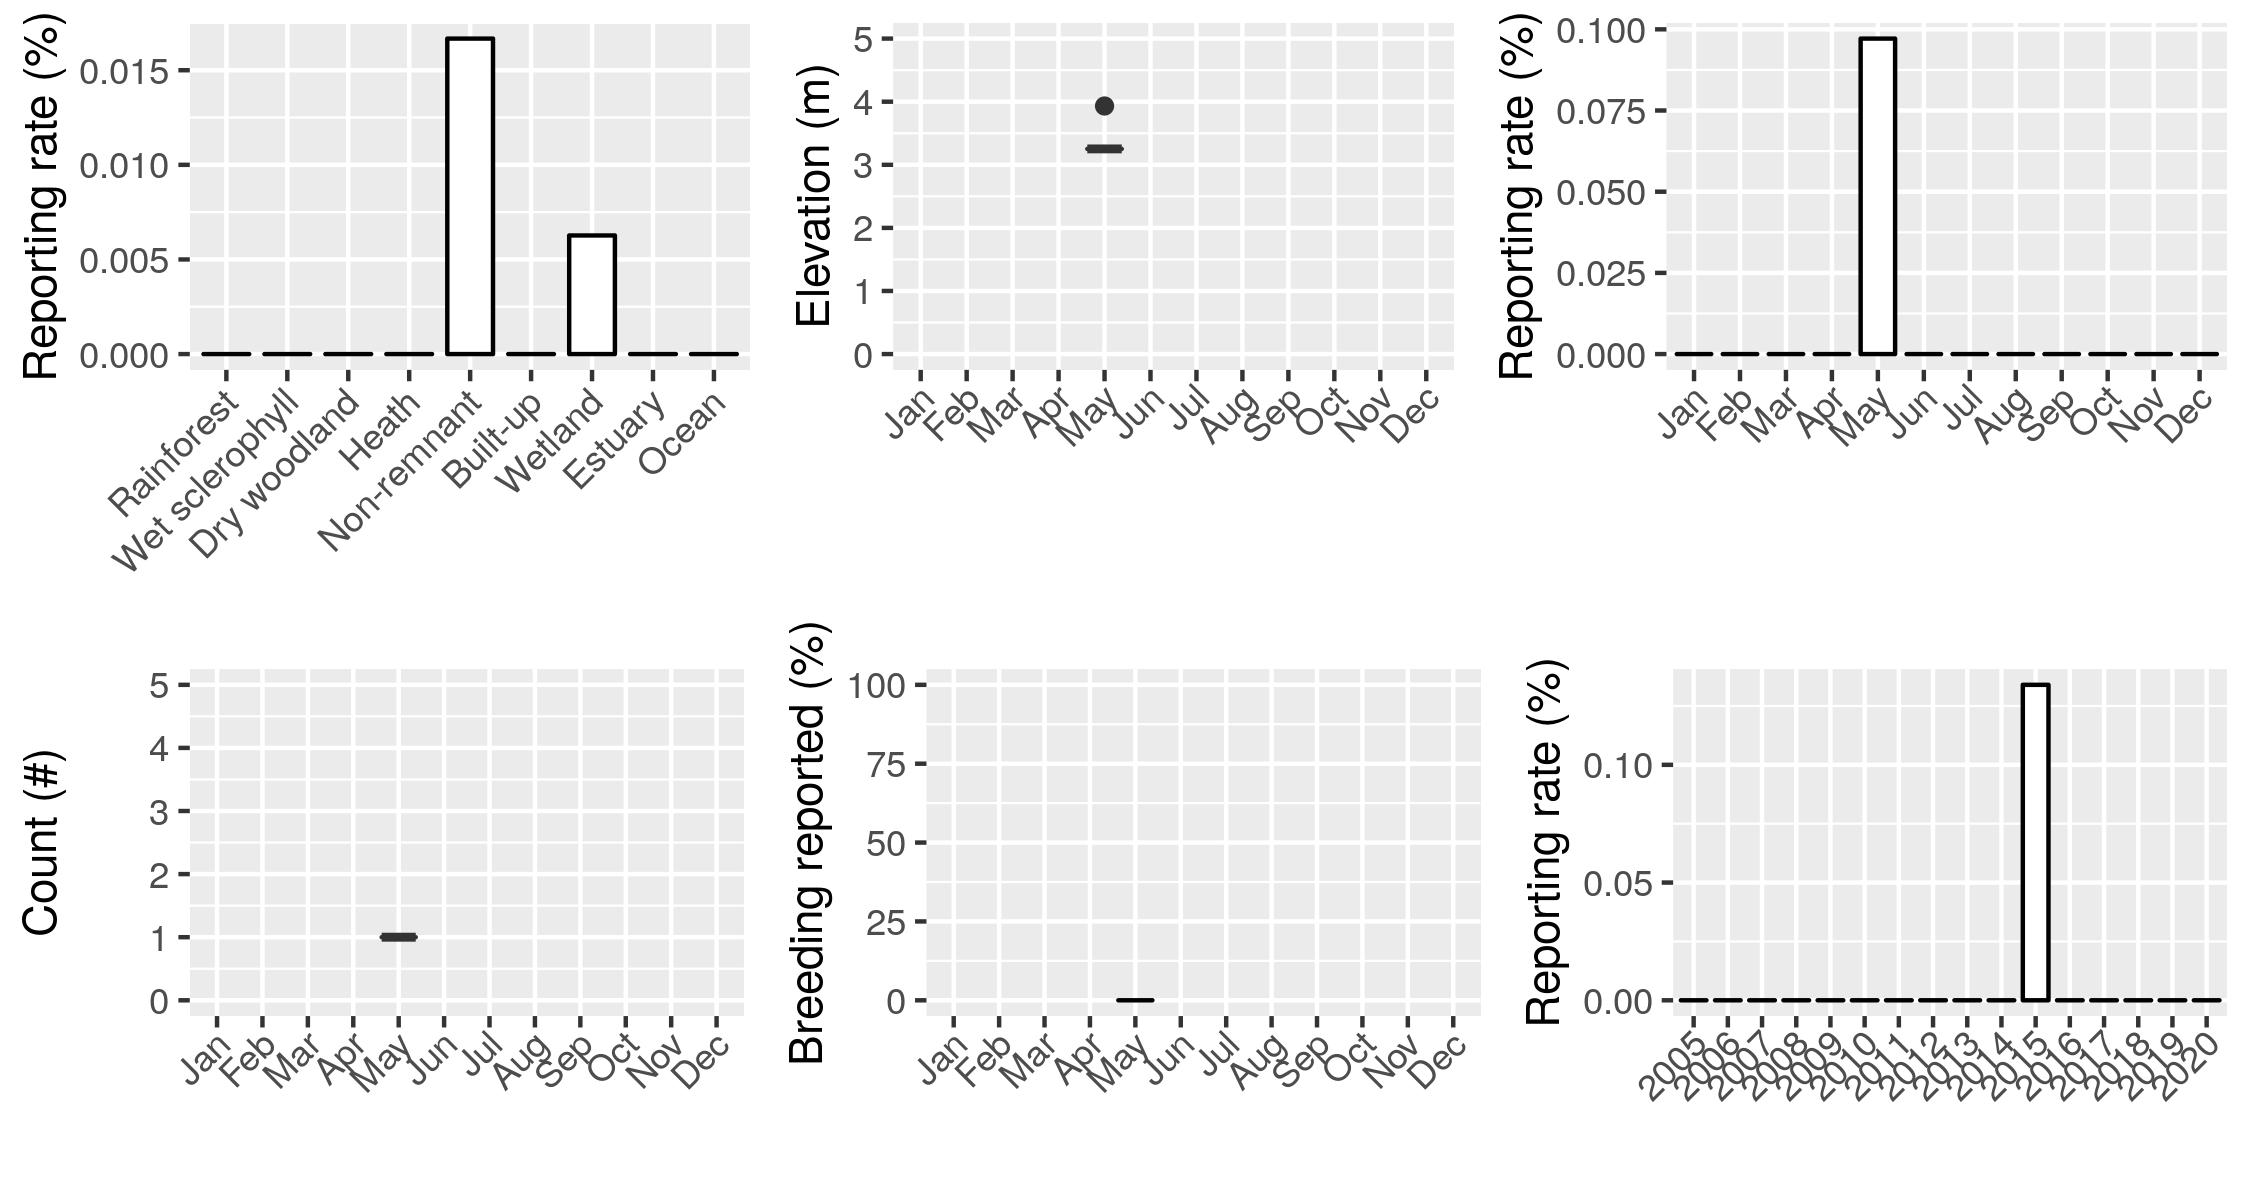 Reporting rate (%)
0.015
0.010
0.005
0.000
Rainforest
Wet sclerophyll
Dry woodland
Heath
Non-remnant
Built-up
Wetland
Estuary
Ocean
Elevation (m)
5
4
3
2
1
0
Jan
Feb
Mar
Apr
May
Jun
Jul
Aug
Sep
Oct
Nov
Dec
Reporting rate (%)
0.100
0.075
0.050
0.025
0.000
Jan
Feb
Mar
Apr
May
Jun
Jul
Aug
Sep
Oct
Nov
Dec
Count (#)
5
4
3
2
1
0
Jan
Feb
Mar
Apr
May
Jun
Jul
Aug
Sep
Oct
Nov
Dec
Breeding reported (%)
100
75
50
25
0
Jan
Feb
Mar
Apr
May
Jun
Jul
Aug
Sep
Oct
Nov
Dec
Reporting rate (%)
0.10
0.05
0.00
2005
2006
2007
2008
2009
2010
2011
2012
2013
2014
2015
2016
2017
2018
2019
2020